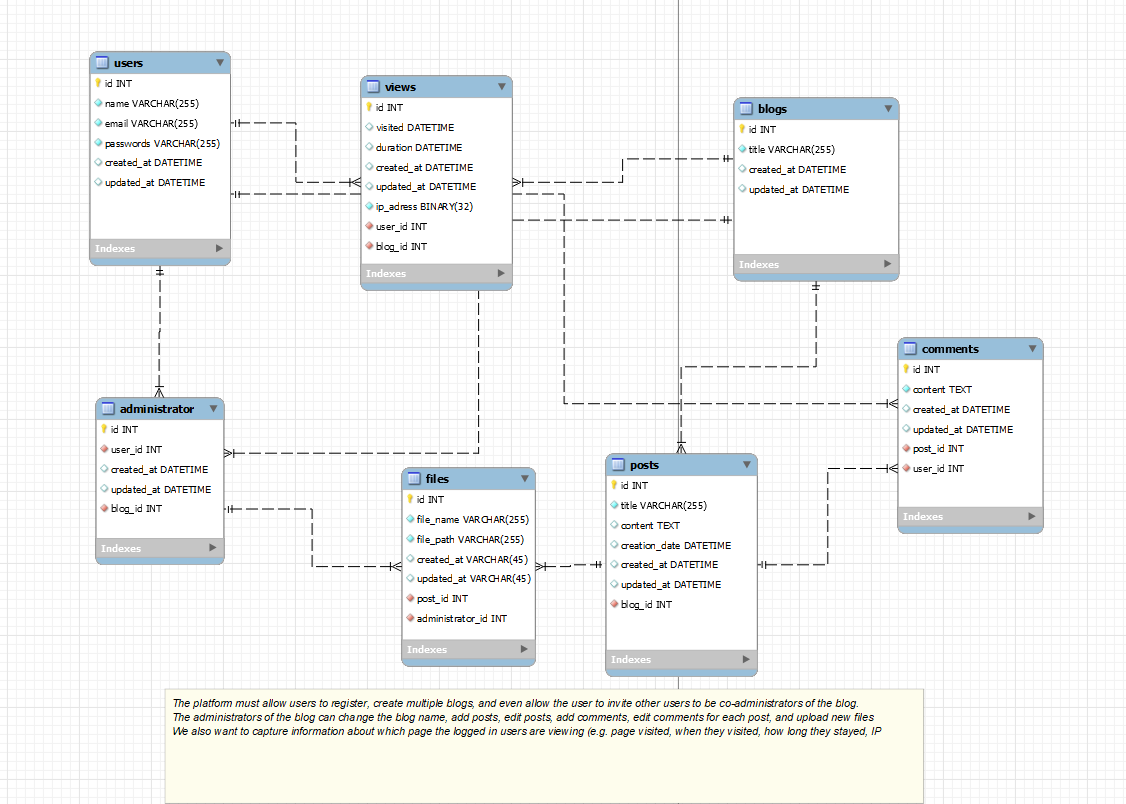 users
id INT
name VARCHAR(255)
email VARCHAR(255)
passwords VARCHAR(255)
created_at DATETIME
updated_at DATETIME
Indexes
views
id INT
visited DATETIME
duration DATETIME
created_at DATETIME
updated_at DATETIME
ip_adress BINARY(32)
user_id INT
blog_id INT
Indexes
blogs
id INT
title VARCHAR(255)
created_at DATETIME
updated_at DATETIME
Indexes
comments
id INT
content TEXT
created_at DATETIME
updated_at DATETIME
post_id INT
user_id INT
Indexes
administrator
id INT
user_id INT
created_at DATETIME
updated_at DATETIME
blog_id INT
Indexes
files
id INT
file_name VARCHAR(255)
file_path VARCHAR(255)
created_at VARCHAR(45)
updated_at VARCHAR(45)
post_id INT
administrator_id INT
Indexes
posts
id INT
title VARCHAR(255)
content TEXT
creation_date DATETIME
created_at DATETIME
updated_at DATETIME
blog_id INT
Indexes
The platform must allow users to register, create multiple blogs, and even allow the user to invite other users to be co-administrators of the blog.
The administrators of the blog can change the blog name, add posts, edit posts, add comments, edit comments for each post, and upload new files
We also want to capture information about which page the logged in users are viewing (e.g. page visited, when they visited, how long they stayed, IP